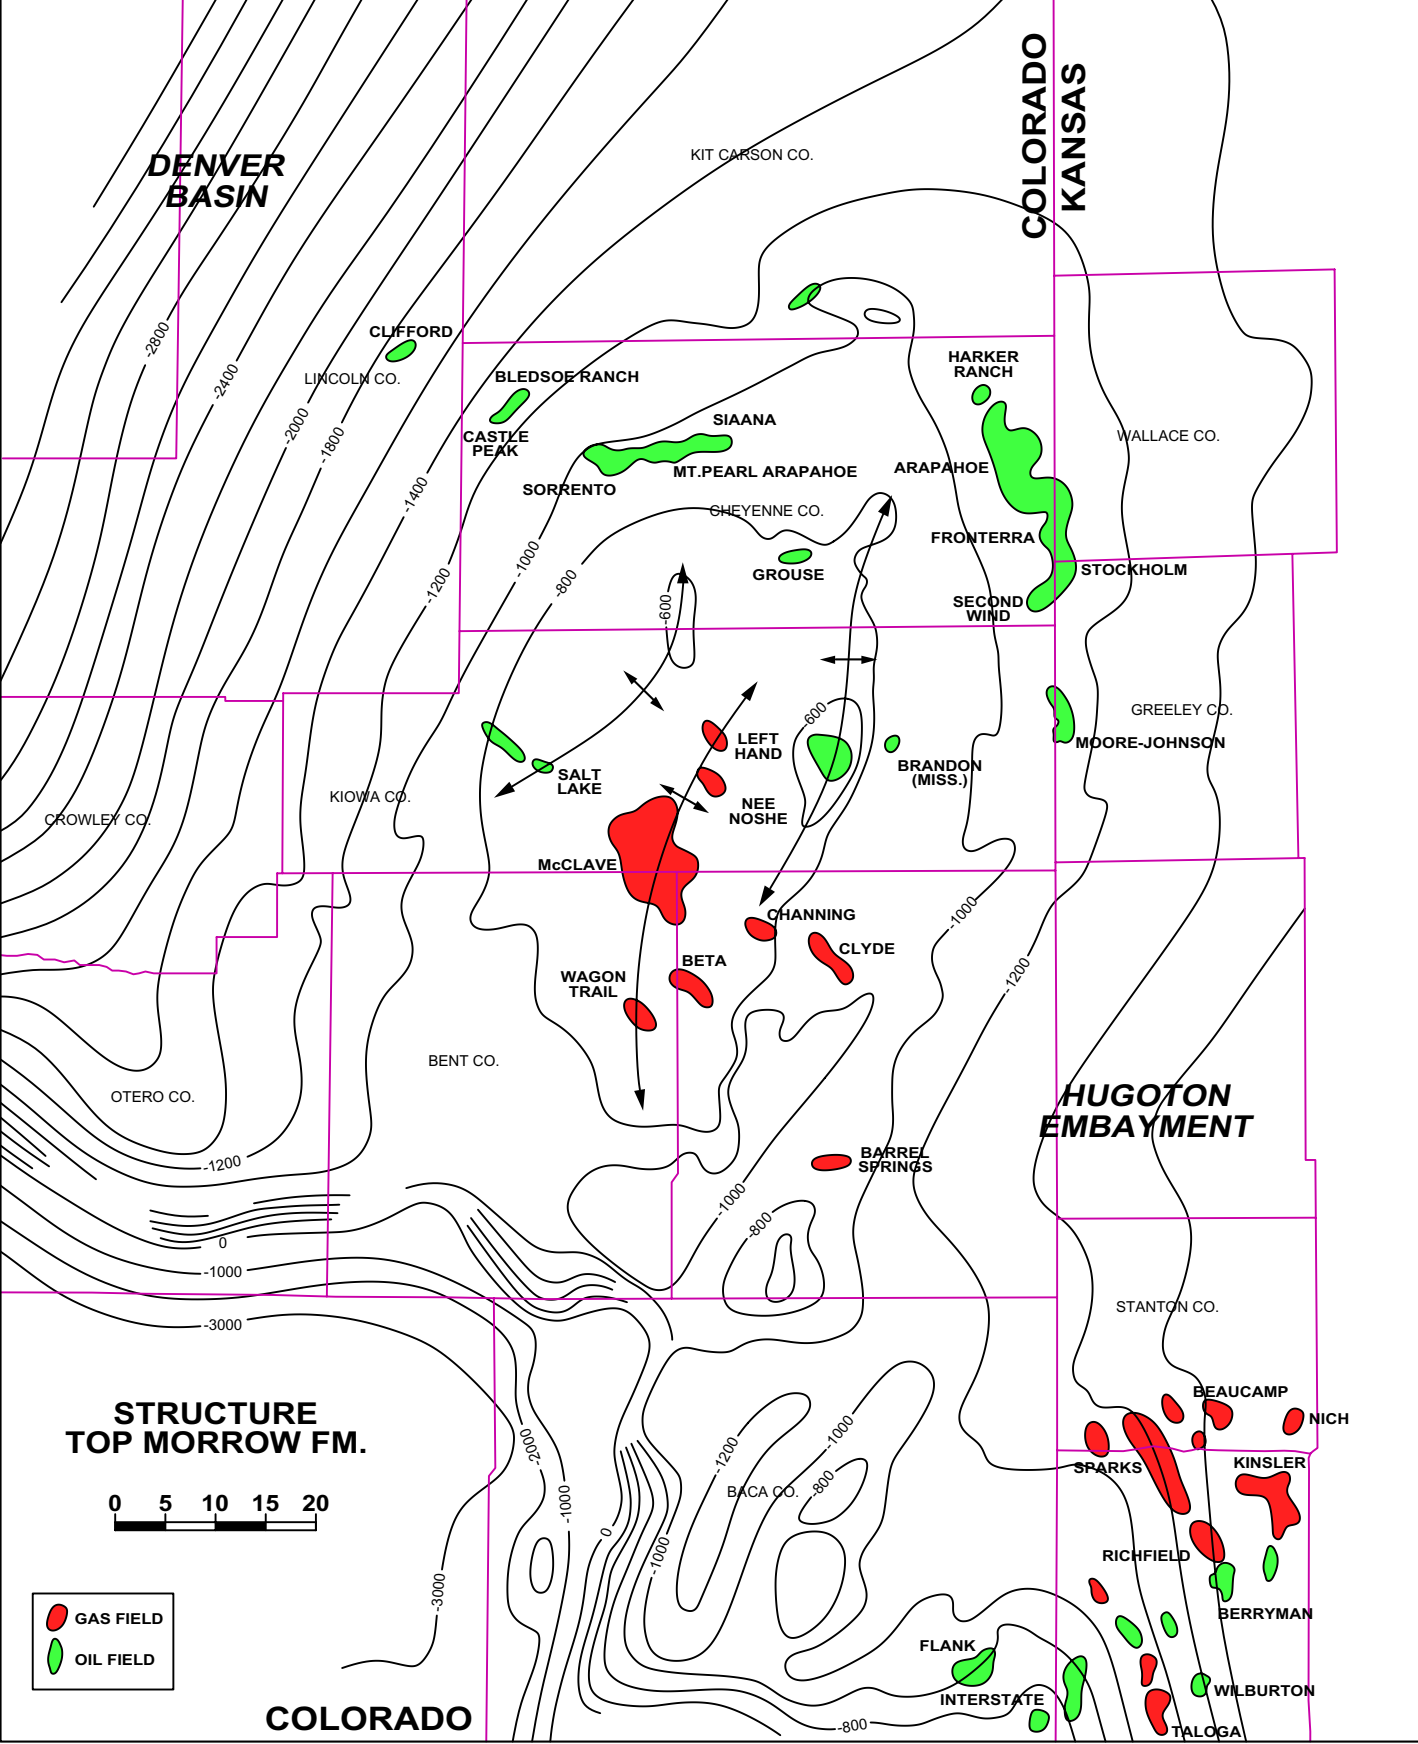 COLORADO
KANSAS
KIT CARSON CO.
DENVER
BASIN
-2800
CLIFFORD
LINCOLN CO.
-2400
-2000
-1800
BLEDSOE RANCH
CASTLE
PEAK
HARKER
RANCH
SIAANA
MT.PEARL ARAPAHOE
SORRENTO
ARAPAHOE
WALLACE CO.
-1400
CHEYENNE CO.
FRONTERRA
-1000
-1200
-800
GROUSE
STOCKHOLM
SECOND
WIND
-600
-600
GREELEY CO.
MOORE-JOHNSON
LEFT
HAND
BRANDON
(MISS.)
SALT
LAKE
KIOWA CO.
NEE
NOSHE
CROWLEY CO.
McCLAVE
CHANNING
-1000
CLYDE
BETA
WAGON
TRAIL
-1200
BENT CO.
OTERO CO.
HUGOTON
EMBAYMENT
-1200
BARREL
SPRINGS
-1000
-800
0
-1000
-3000
STANTON CO.
BEAUCAMP
NICH
STRUCTURE
TOP MORROW FM.
-2000
-1200
-1000
SPARKS
KINSLER
BACA CO.
-800
0 5 10 15 20
-1000
0
-1000
RICHFIELD
-3000
BERRYMAN
GAS FIELD
OIL FIELD
FLANK
INTERSTATE
WILBURTON
COLORADO
-800
TALOGA